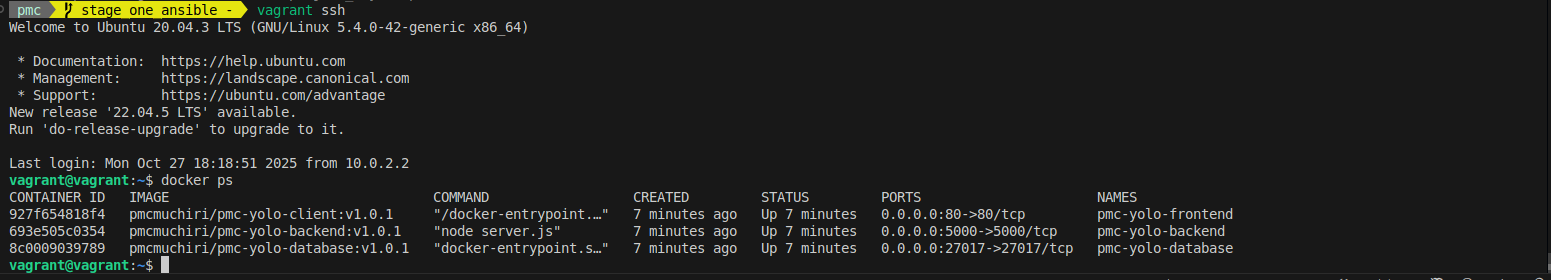 pmc stage one ansible - vagrant ssh
Welcome to Ubuntu 20.04.3 LTS (GNU/Linux 5.4.0-42-generic x86_64)
* Documentation: https://help.ubuntu.com
* Management: https://landscape.canonical.com
* Support: https://ubuntu.com/advantage
New release '22.04.5 LTS' available.
Run 'do-release-upgrade' to upgrade to it.
Last login: Mon Oct 27 18:18:51 2025 from 10.0.2.2
vagrant@vagrant:~$ docker ps
CONTAINER ID IMAGE COMMAND CREATED STATUS PORTS NAMES
927f654818f4 pmcmuchiri/pmc-yolo-client:v1.0.1 "/docker-entrypoint.…" 7 minutes ago Up 7 minutes 0.0.0.0:80->80/tcp pmc-yolo-frontend
693e505c0354 pmcmuchiri/pmc-yolo-backend:v1.0.1 "node server.js" 7 minutes ago Up 7 minutes 0.0.0.0:5000->5000/tcp pmc-yolo-backend
8c0009039789 pmcmuchiri/pmc-yolo-database:v1.0.1 "docker-entrypoint.s…" 7 minutes ago Up 7 minutes 0.0.0.0:27017->27017/tcp pmc-yolo-database
vagrant@vagrant:~$